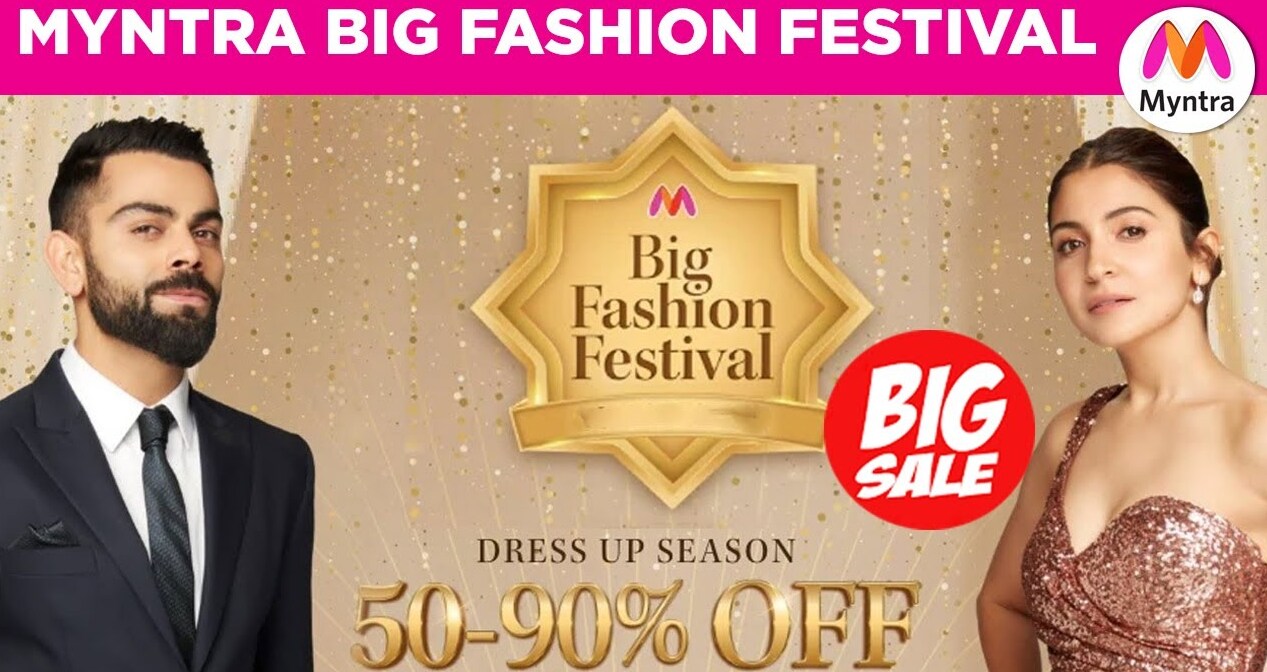 MYNTRA BIG FASHION FESTIVAL
Myntra
Big
Fashion
Festival
BIG
SALE
DRESS UP SEASON
50-90% OFF